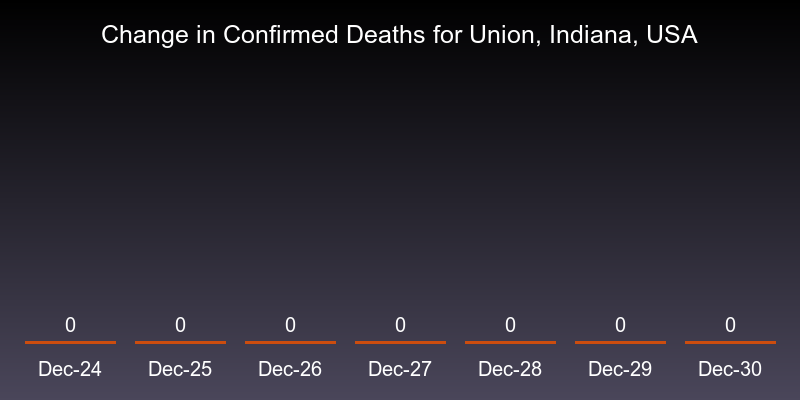 Change in Confirmed Deaths for Union, Indiana, USA
0 0 0 0 0 0 0
Dec-24 Dec-25 Dec-26 Dec-27 Dec-28 Dec-29 Dec-30